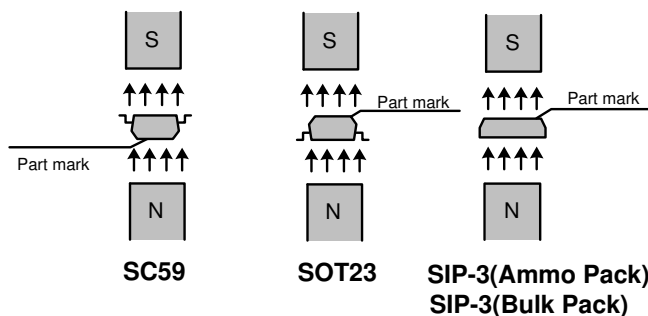 S
S
S
Part mark
Part mark
Part mark
N
N
N
SC59
SOT23
SIP-3(Ammo Pack)
SIP-3(Bulk Pack)